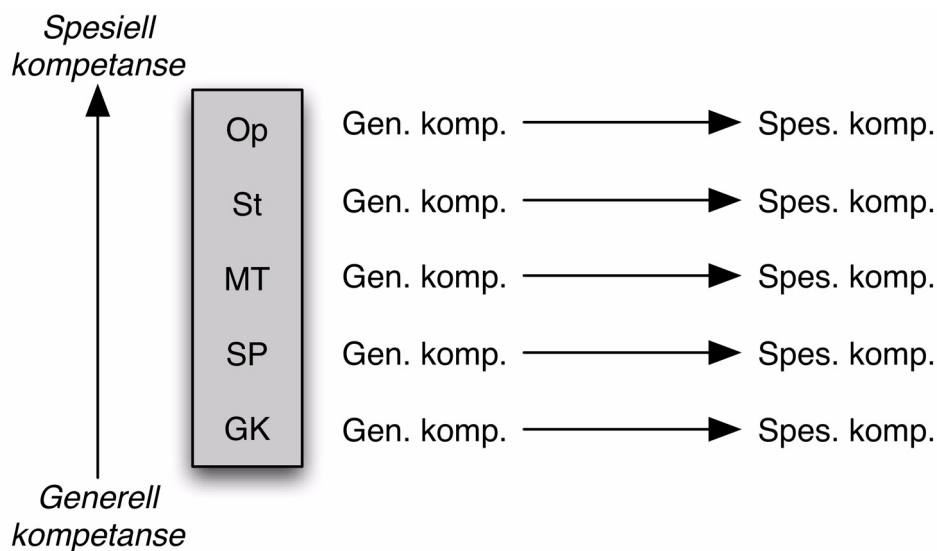 Spesiell
kompetanse
Op Gen. komp. Spes. komp.
St Gen. komp. Spes. komp.
MT Gen. komp. Spes. komp.
SP Gen. komp. Spes. komp.
GK Gen. komp. Spes. komp.
Generell
kompetanse